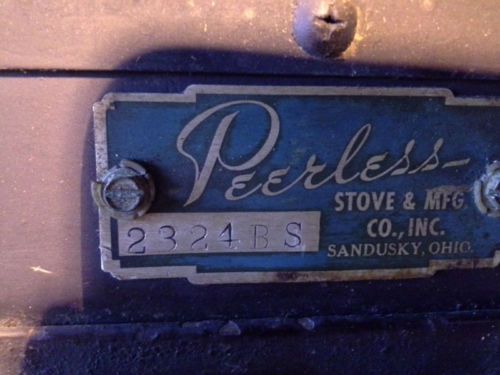 Peerless
STOVE & MFG.
CO., INC.
2324BS
SANDUSKY, OHIO.